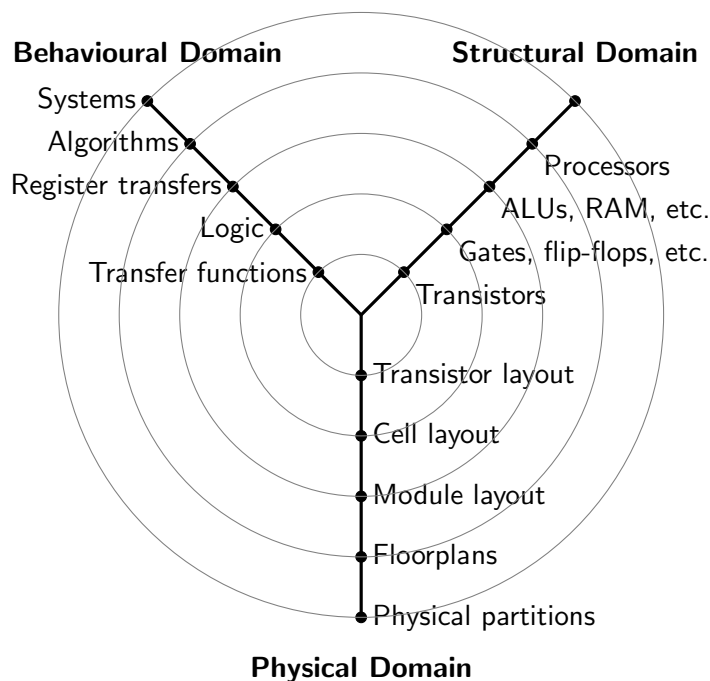 Behavioural Domain
Structural Domain
Systems
Algorithms
Register transfers
Logic
Transfer functions
Processors
ALUs, RAM, etc.
Gates, flip-flops, etc.
Transistors
Transistor layout
Cell layout
Module layout
Floorplans
Physical partitions
Physical Domain